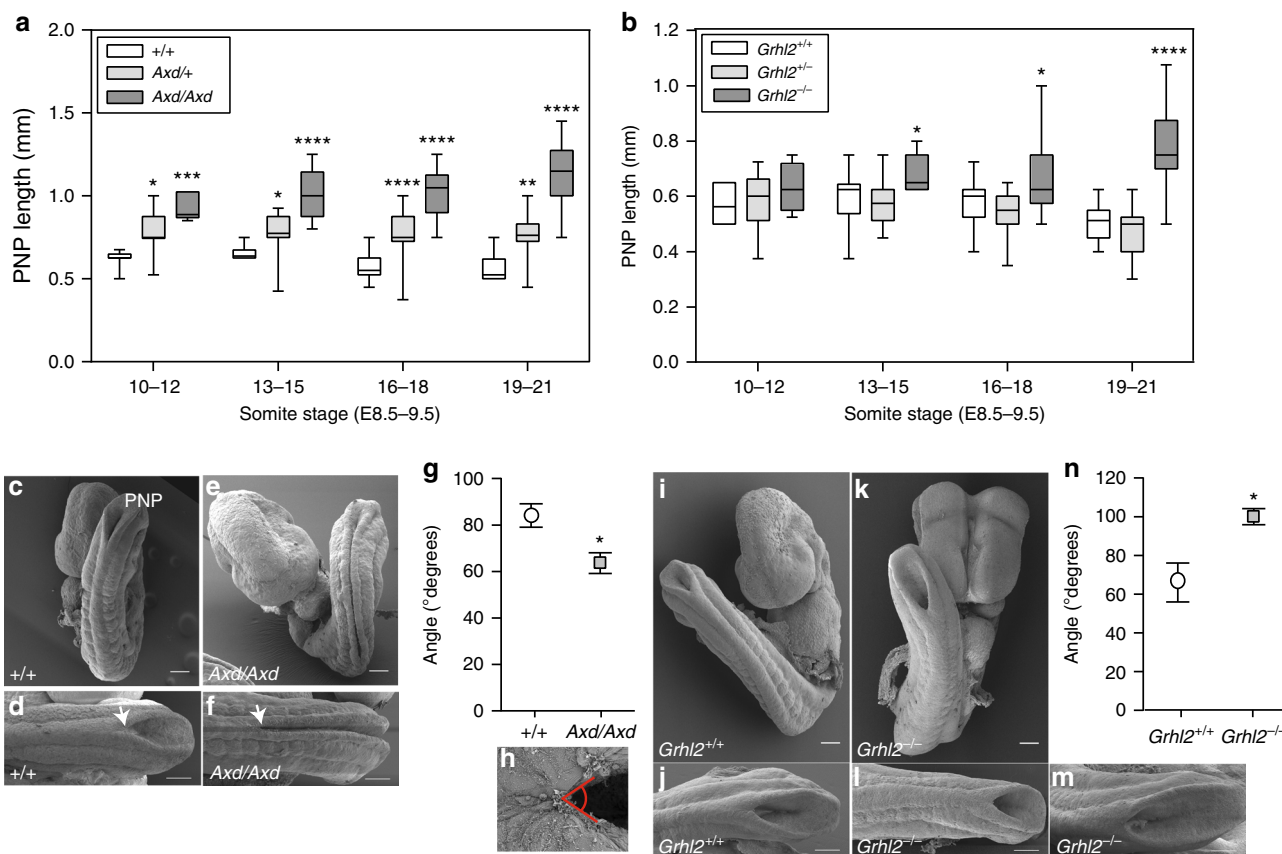 a
2.0
1.5
1.0
0.5
0.0
PNP length (mm)
+/+
Axd/+
Axd/Axd
*
***
*
****
****
****
**
****
10–12
13–15
16–18
19–21
Somite stage (E8.5–9.5)
b
1.2
1.0
0.8
0.6
0.4
0.2
0.0
PNP length (mm)
Grhl2+/+
Grhl2+/–
Grhl2–/–
*
*
****
10–12
13–15
16–18
19–21
Somite stage (E8.5–9.5)
c
PNP
+/+
d
+/+
e
Axd/Axd
f
Axd/Axd
g
100
80
60
40
20
0
Angle (°degrees)
*
+/+
Axd/Axd
h
i
Grhl2+/+
j
Grhl2+/+
k
Grhl2–/–
l
Grhl2–/–
m
Grhl2–/–
n
120
100
80
60
40
20
0
Angle (°degrees)
*
Grhl2+/+
Grhl2–/–